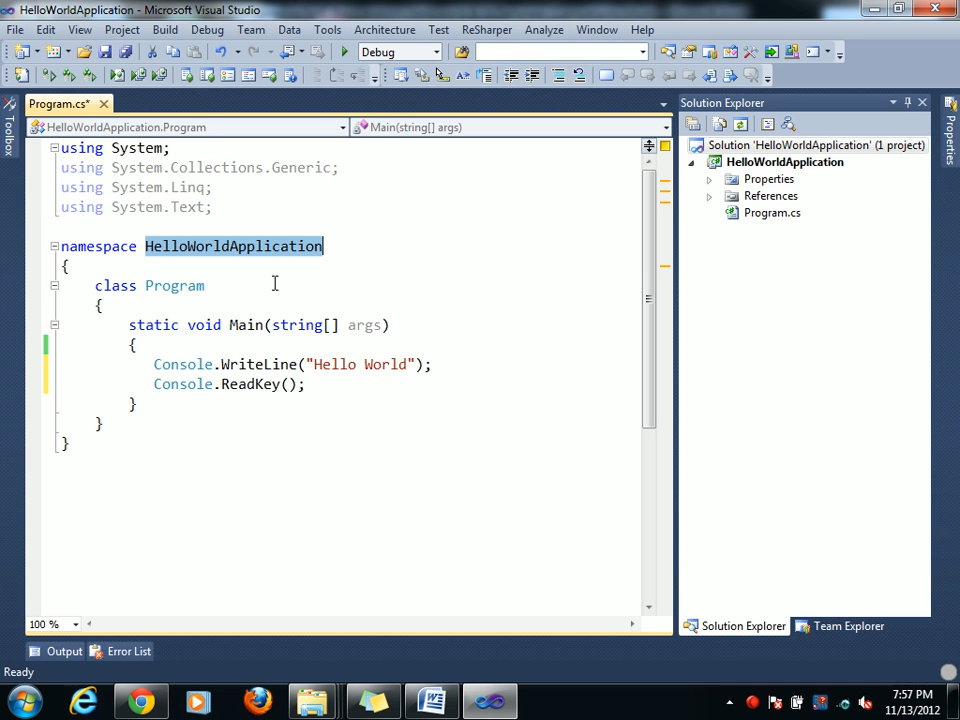 HelloWorldApplication - Microsoft Visual Studio
File Edit View Project Build Debug Team Data Tools Architecture Test ReSharper Analyze Window Help
Debug
Program.cs*
HelloWorldApplication.Program
Main(string[] args)
using System;
using System.Collections.Generic;
using System.Linq;
using System.Text;
namespace HelloWorldApplication
{
class Program
{
static void Main(string[] args)
{
Console.WriteLine("Hello World");
Console.ReadKey();
}
}
}
100 %
Toolbox
Solution Explorer
Solution 'HelloWorldApplication' (1 project)
HelloWorldApplication
Properties
References
Program.cs
Properties
Solution Explorer Team Explorer
Output Error List
Ready
7:57 PM
11/13/2012